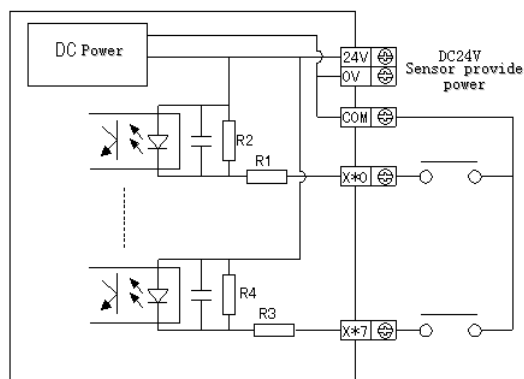 DC Power
24V
0V
COM
DC24V
Sensor provide
power
R2
R1
X*0
R4
R3
X*7